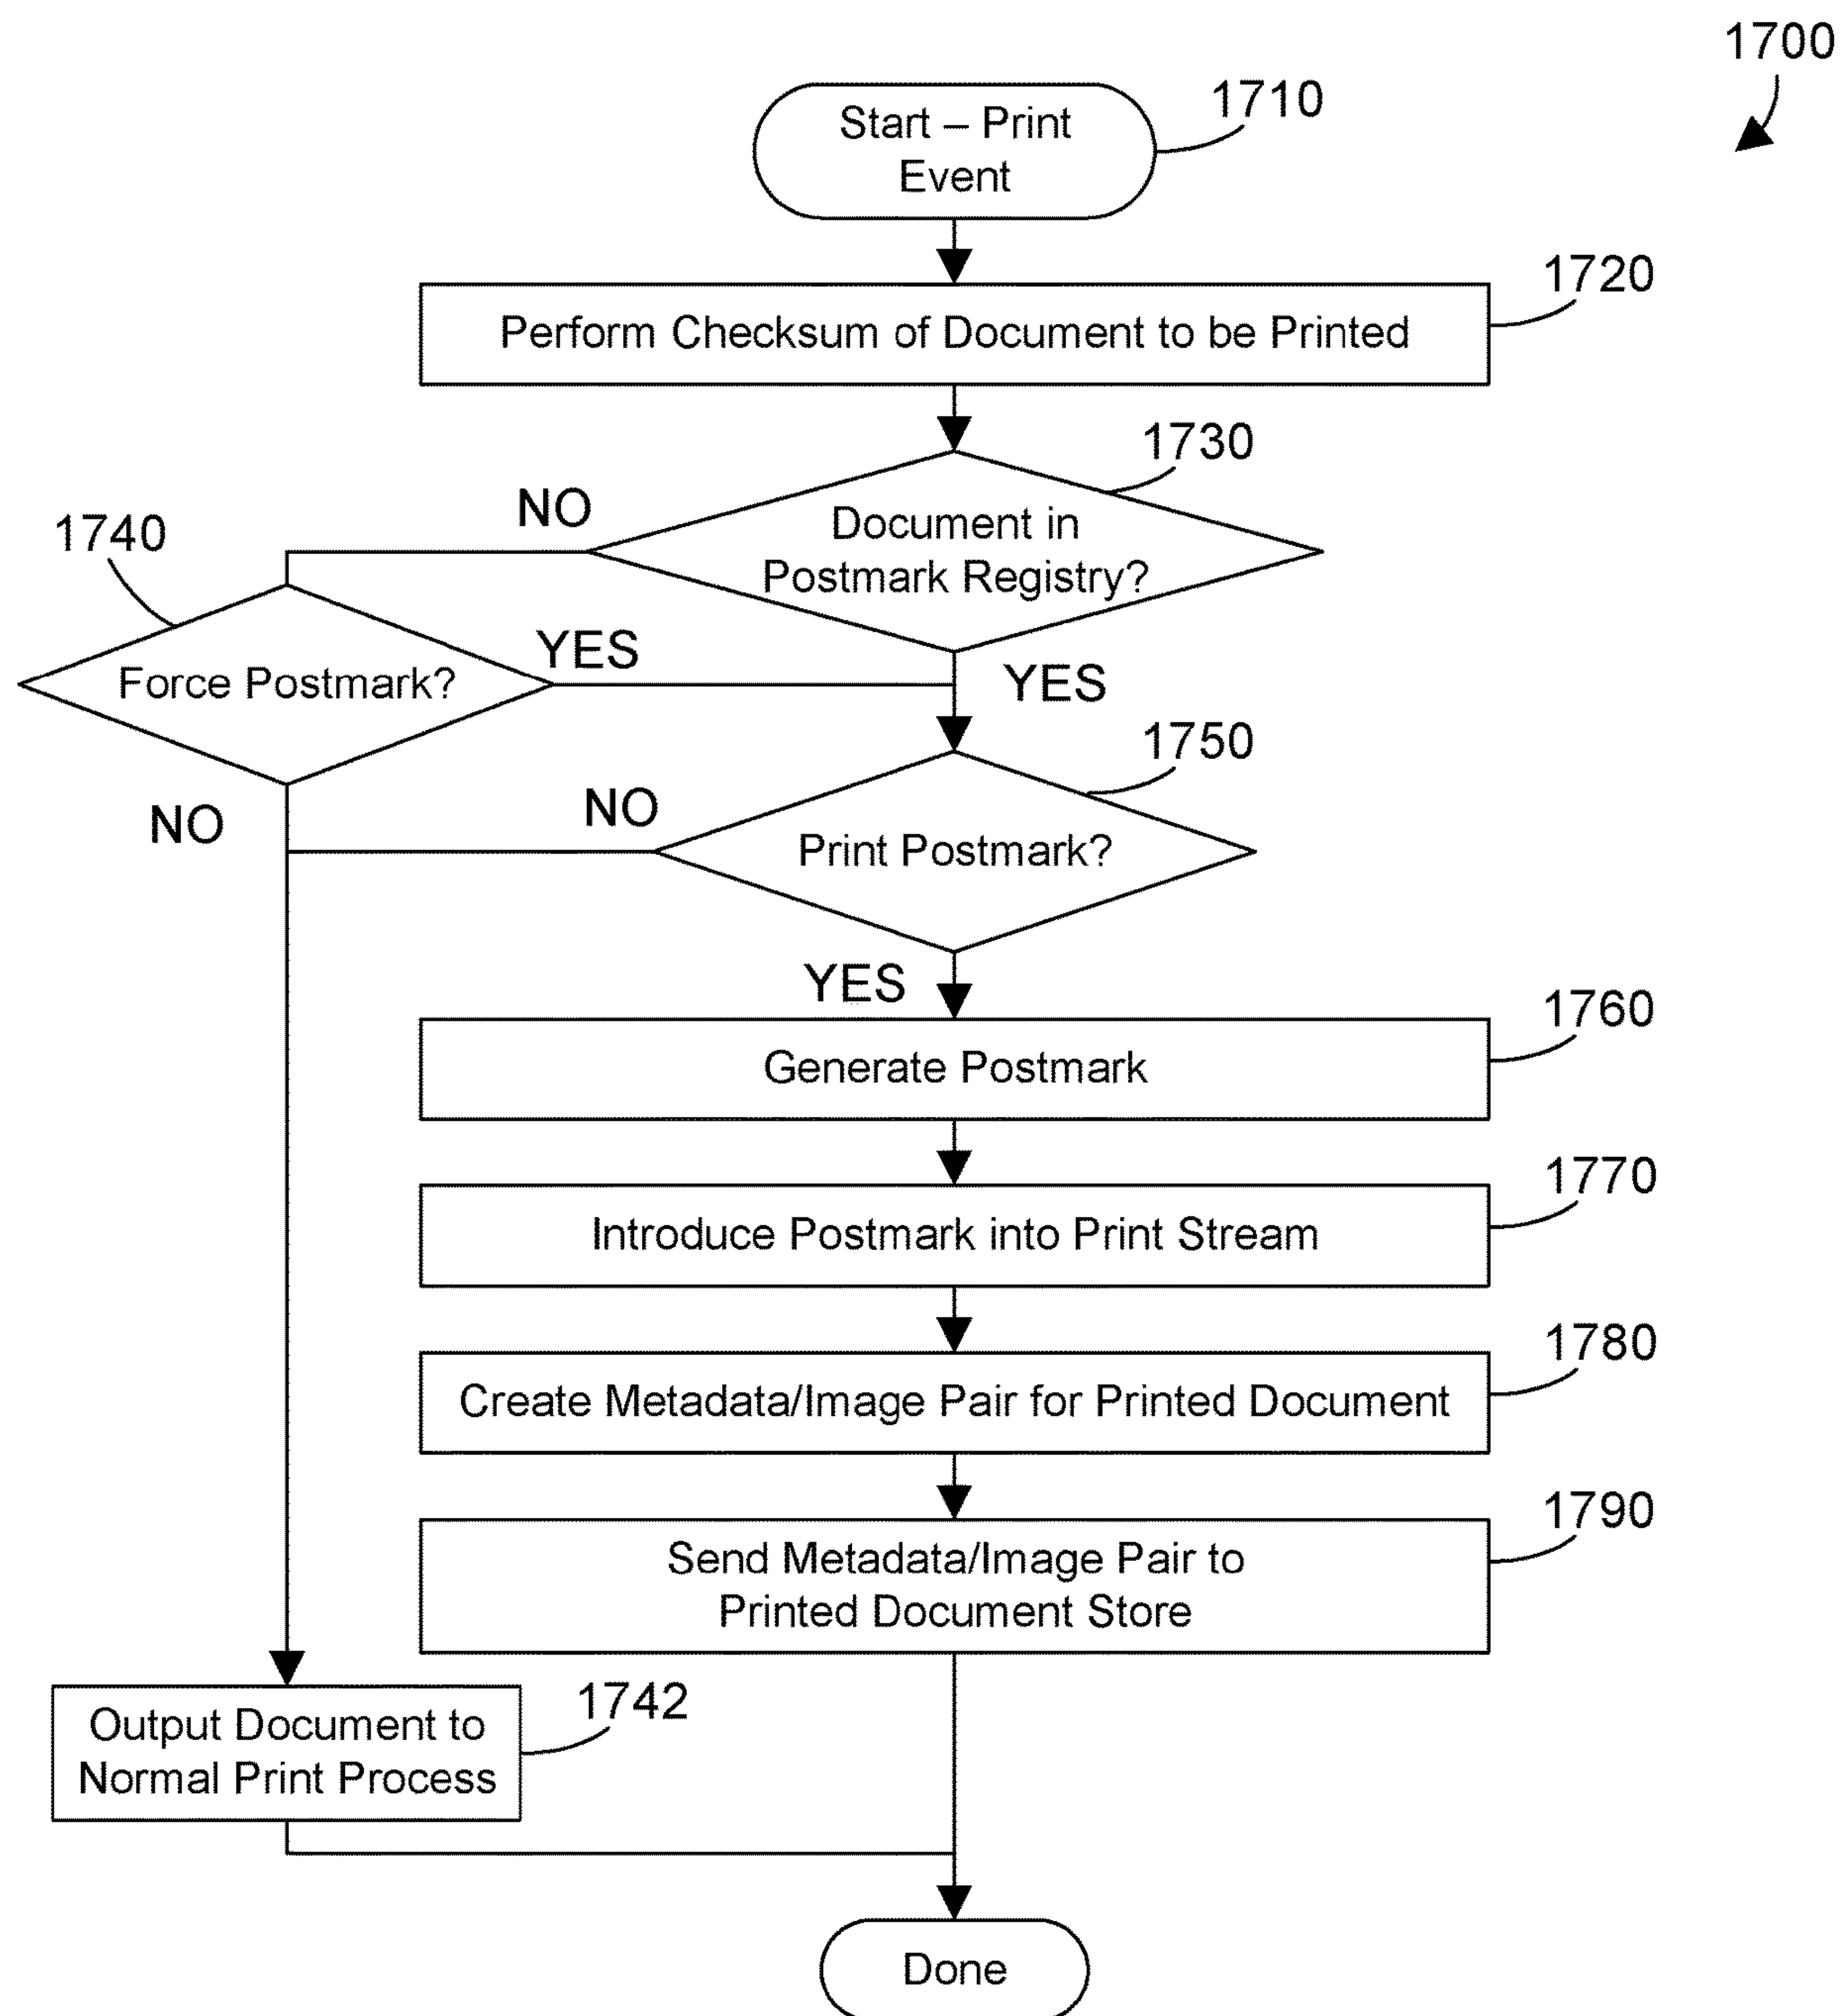 1700
1710
Start – Print
Event
1720
Perform Checksum of Document to be Printed
1730
NO
Document in
Postmark Registry?
1740
YES
Force Postmark?
YES
1750
NO
NO
Print Postmark?
YES
1760
Generate Postmark
1770
Introduce Postmark into Print Stream
1780
Create Metadata/Image Pair for Printed Document
1790
Send Metadata/Image Pair to
Printed Document Store
1742
Output Document to
Normal Print Process
Done